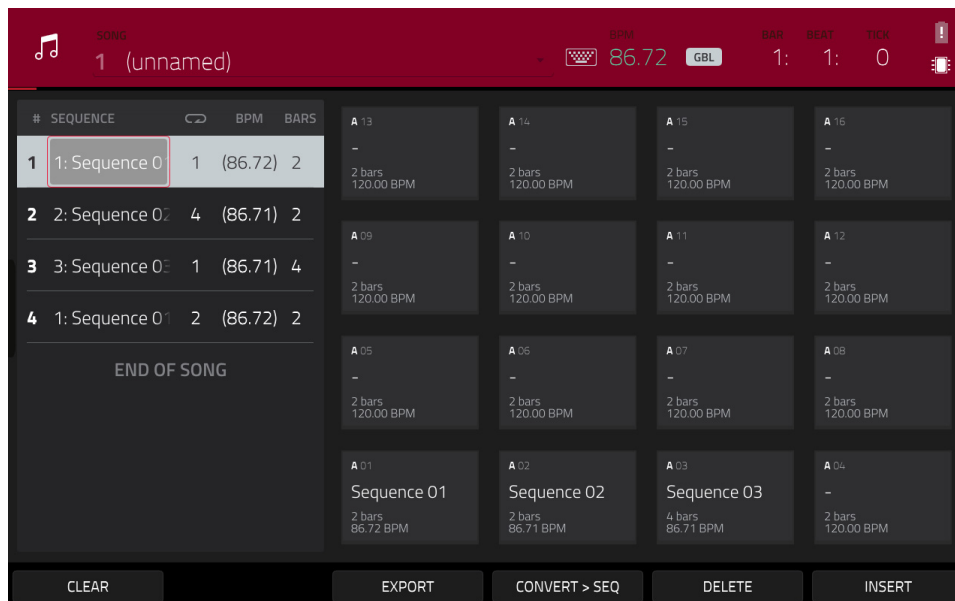 SONG BPM BAR BEAT TICK
1 (unnamed) 86.72 GBL 1: 1: 0
# SEQUENCE BPM BARS
1 1: Sequence 01 1 (86.72) 2
2 2: Sequence 02 4 (86.71) 2
3 3: Sequence 03 1 (86.71) 4
4 1: Sequence 01 2 (86.72) 2
END OF SONG
A 13
-
2 bars
120.00 BPM
A 14
-
2 bars
120.00 BPM
A 15
-
2 bars
120.00 BPM
A 16
-
2 bars
120.00 BPM
A 09
-
2 bars
120.00 BPM
A 10
-
2 bars
120.00 BPM
A 11
-
2 bars
120.00 BPM
A 12
-
2 bars
120.00 BPM
A 05
-
2 bars
120.00 BPM
A 06
-
2 bars
120.00 BPM
A 07
-
2 bars
120.00 BPM
A 08
-
2 bars
120.00 BPM
A 01
Sequence 01
2 bars
86.72 BPM
A 02
Sequence 02
2 bars
86.71 BPM
A 03
Sequence 03
4 bars
86.71 BPM
A 04
-
2 bars
120.00 BPM
CLEAR EXPORT CONVERT > SEQ DELETE INSERT